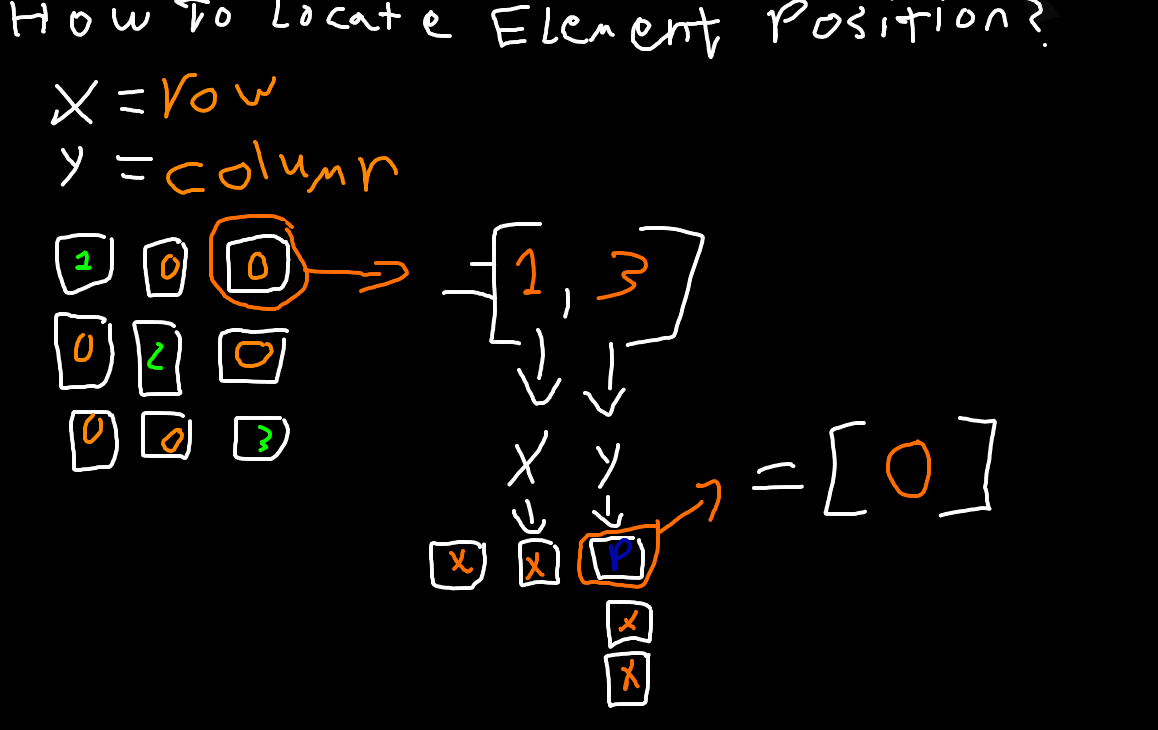 How To Locate Element Position?
X = row
Y = column
1 0 0
= [1, 3]
0 2 0
0 0 3
X Y
= [0]
X X P
X
X